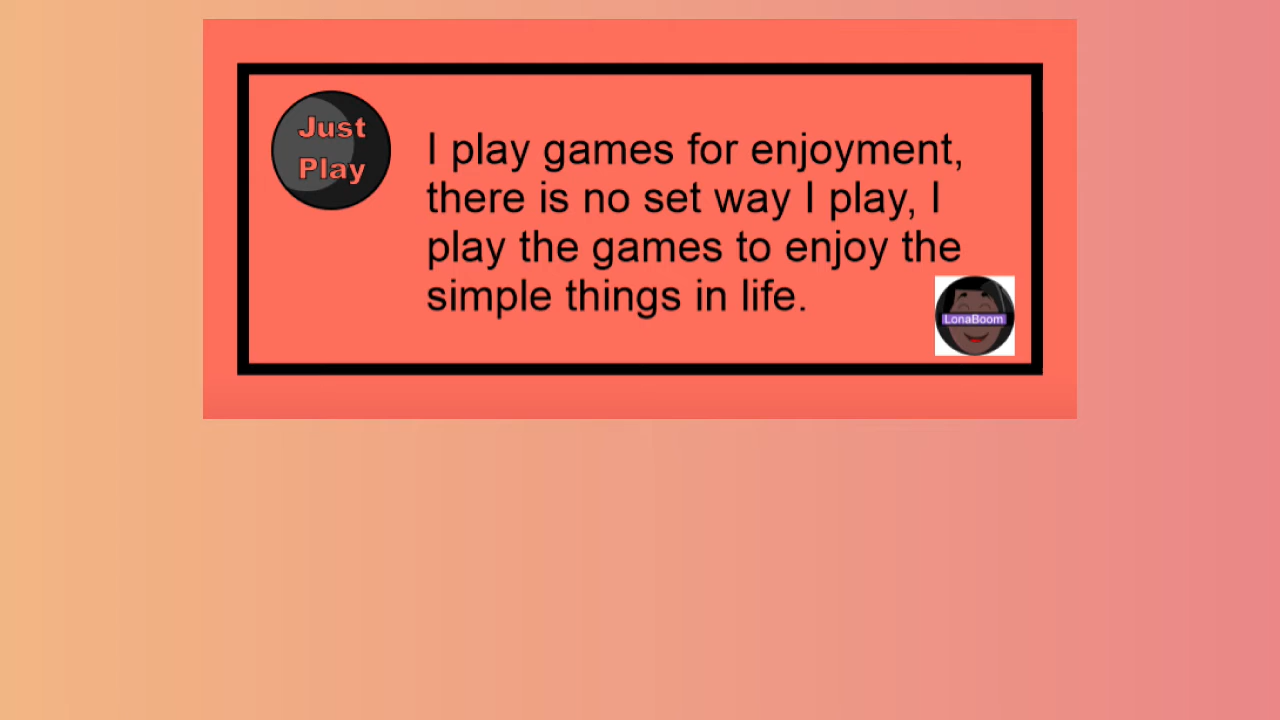 Just
Play
I play games for enjoyment,
there is no set way I play, I
play the games to enjoy the
simple things in life.
LonaBoom